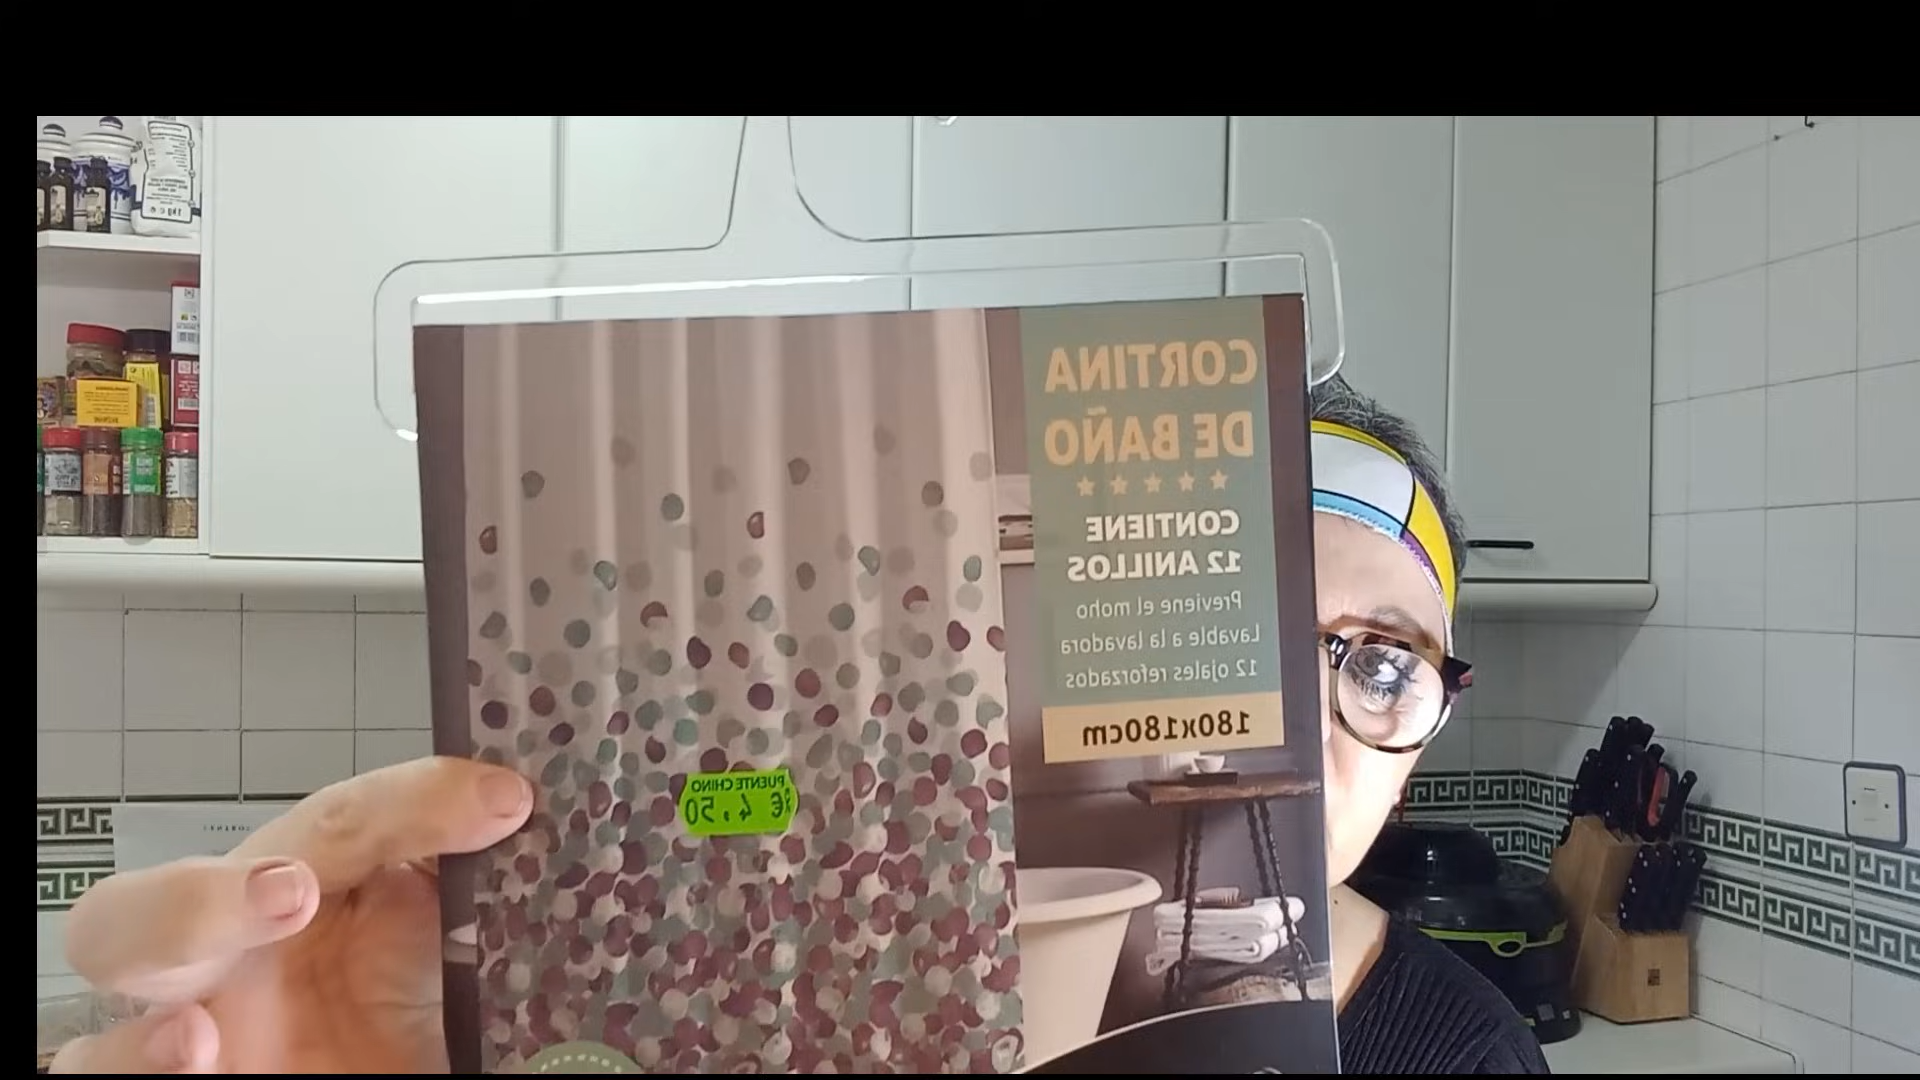 CORTINA
DE BAÑO
CONTIENE
12 ANILLOS
Previene el moho
Lavable a la lavadora
12 ojales reforzados
180x180cm
PUENTE CHINO
€ 4,50
1kg